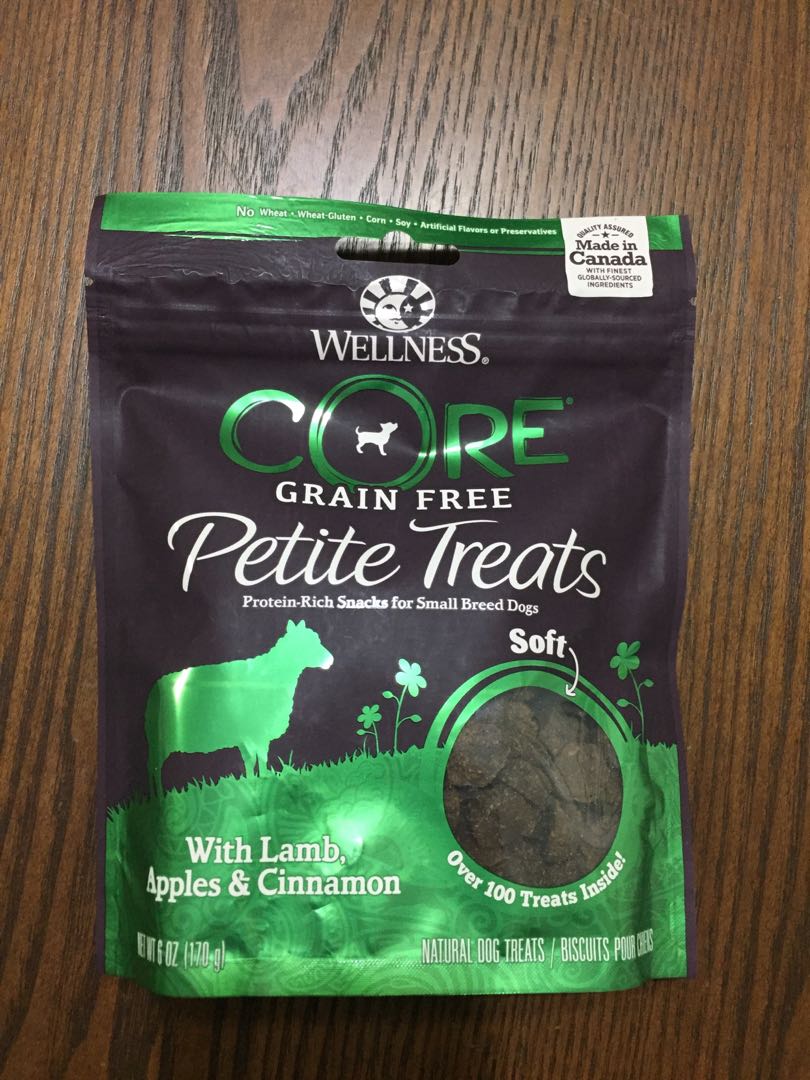 No Wheat • Wheat-Gluten • Corn • Soy • Artificial Flavors or Preservatives
QUALITY ASSURED
Made in
Canada
WITH FINEST
GLOBALLY-SOURCED
INGREDIENTS
WELLNESS®
CORE®
GRAIN FREE
Petite Treats
Protein-Rich Snacks for Small Breed Dogs
Soft
With Lamb,
Apples & Cinnamon
Over 100 Treats Inside!
NET WT 6 OZ (170 g)
NATURAL DOG TREATS / BISCUITS POUR CHIENS